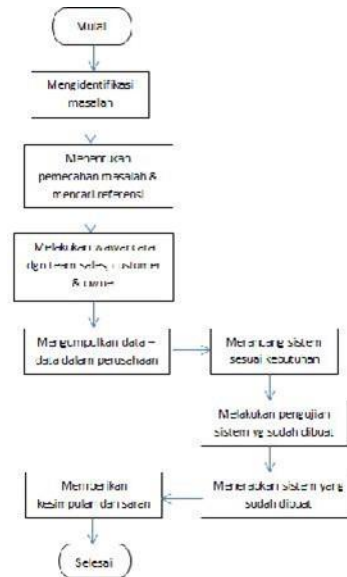 Mulai
Mengidentifikasi
masalah
Menentukan
pemecahan masalah &
mencari referensi
Melakukan wawancara
dgn team sales, customer
& owner
Mengumpulkan data –
data dalam perusahaan
Merancang sistem
sesuai kebutuhan
Melakukan pengujian
sistem yg sudah dibuat
Menerapkan sistem yang
sudah dibuat
Memberikan
kesimpulan dan saran
Selesai